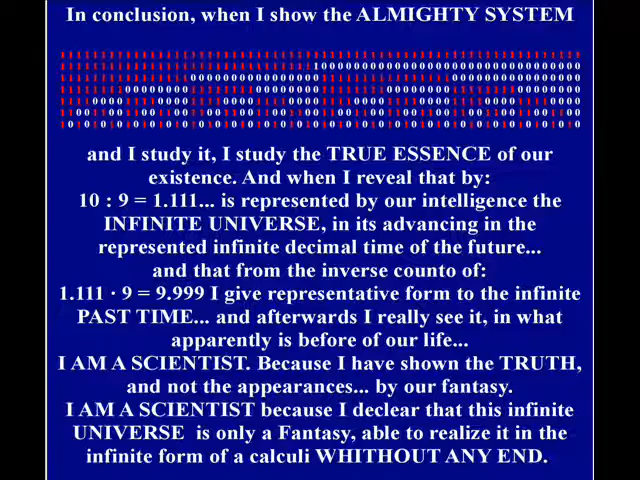 In conclusion, when I show the ALMIGHTY SYSTEM
and I study it, I study the TRUE ESSENCE of our
existence. And when I reveal that by:
10 : 9 = 1.111... is represented by our intelligence the
INFINITE UNIVERSE, in its advancing in the
represented infinite decimal time of the future...
and that from the inverse counto of:
1.111 · 9 = 9.999 I give representative form to the infinite
PAST TIME... and afterwards I really see it, in what
apparently is before of our life...
I AM A SCIENTIST. Because I have shown the TRUTH,
and not the appearances... by our fantasy.
I AM A SCIENTIST because I declear that this infinite
UNIVERSE is only a Fantasy, able to realize it in the
infinite form of a calculi WHITHOUT ANY END.